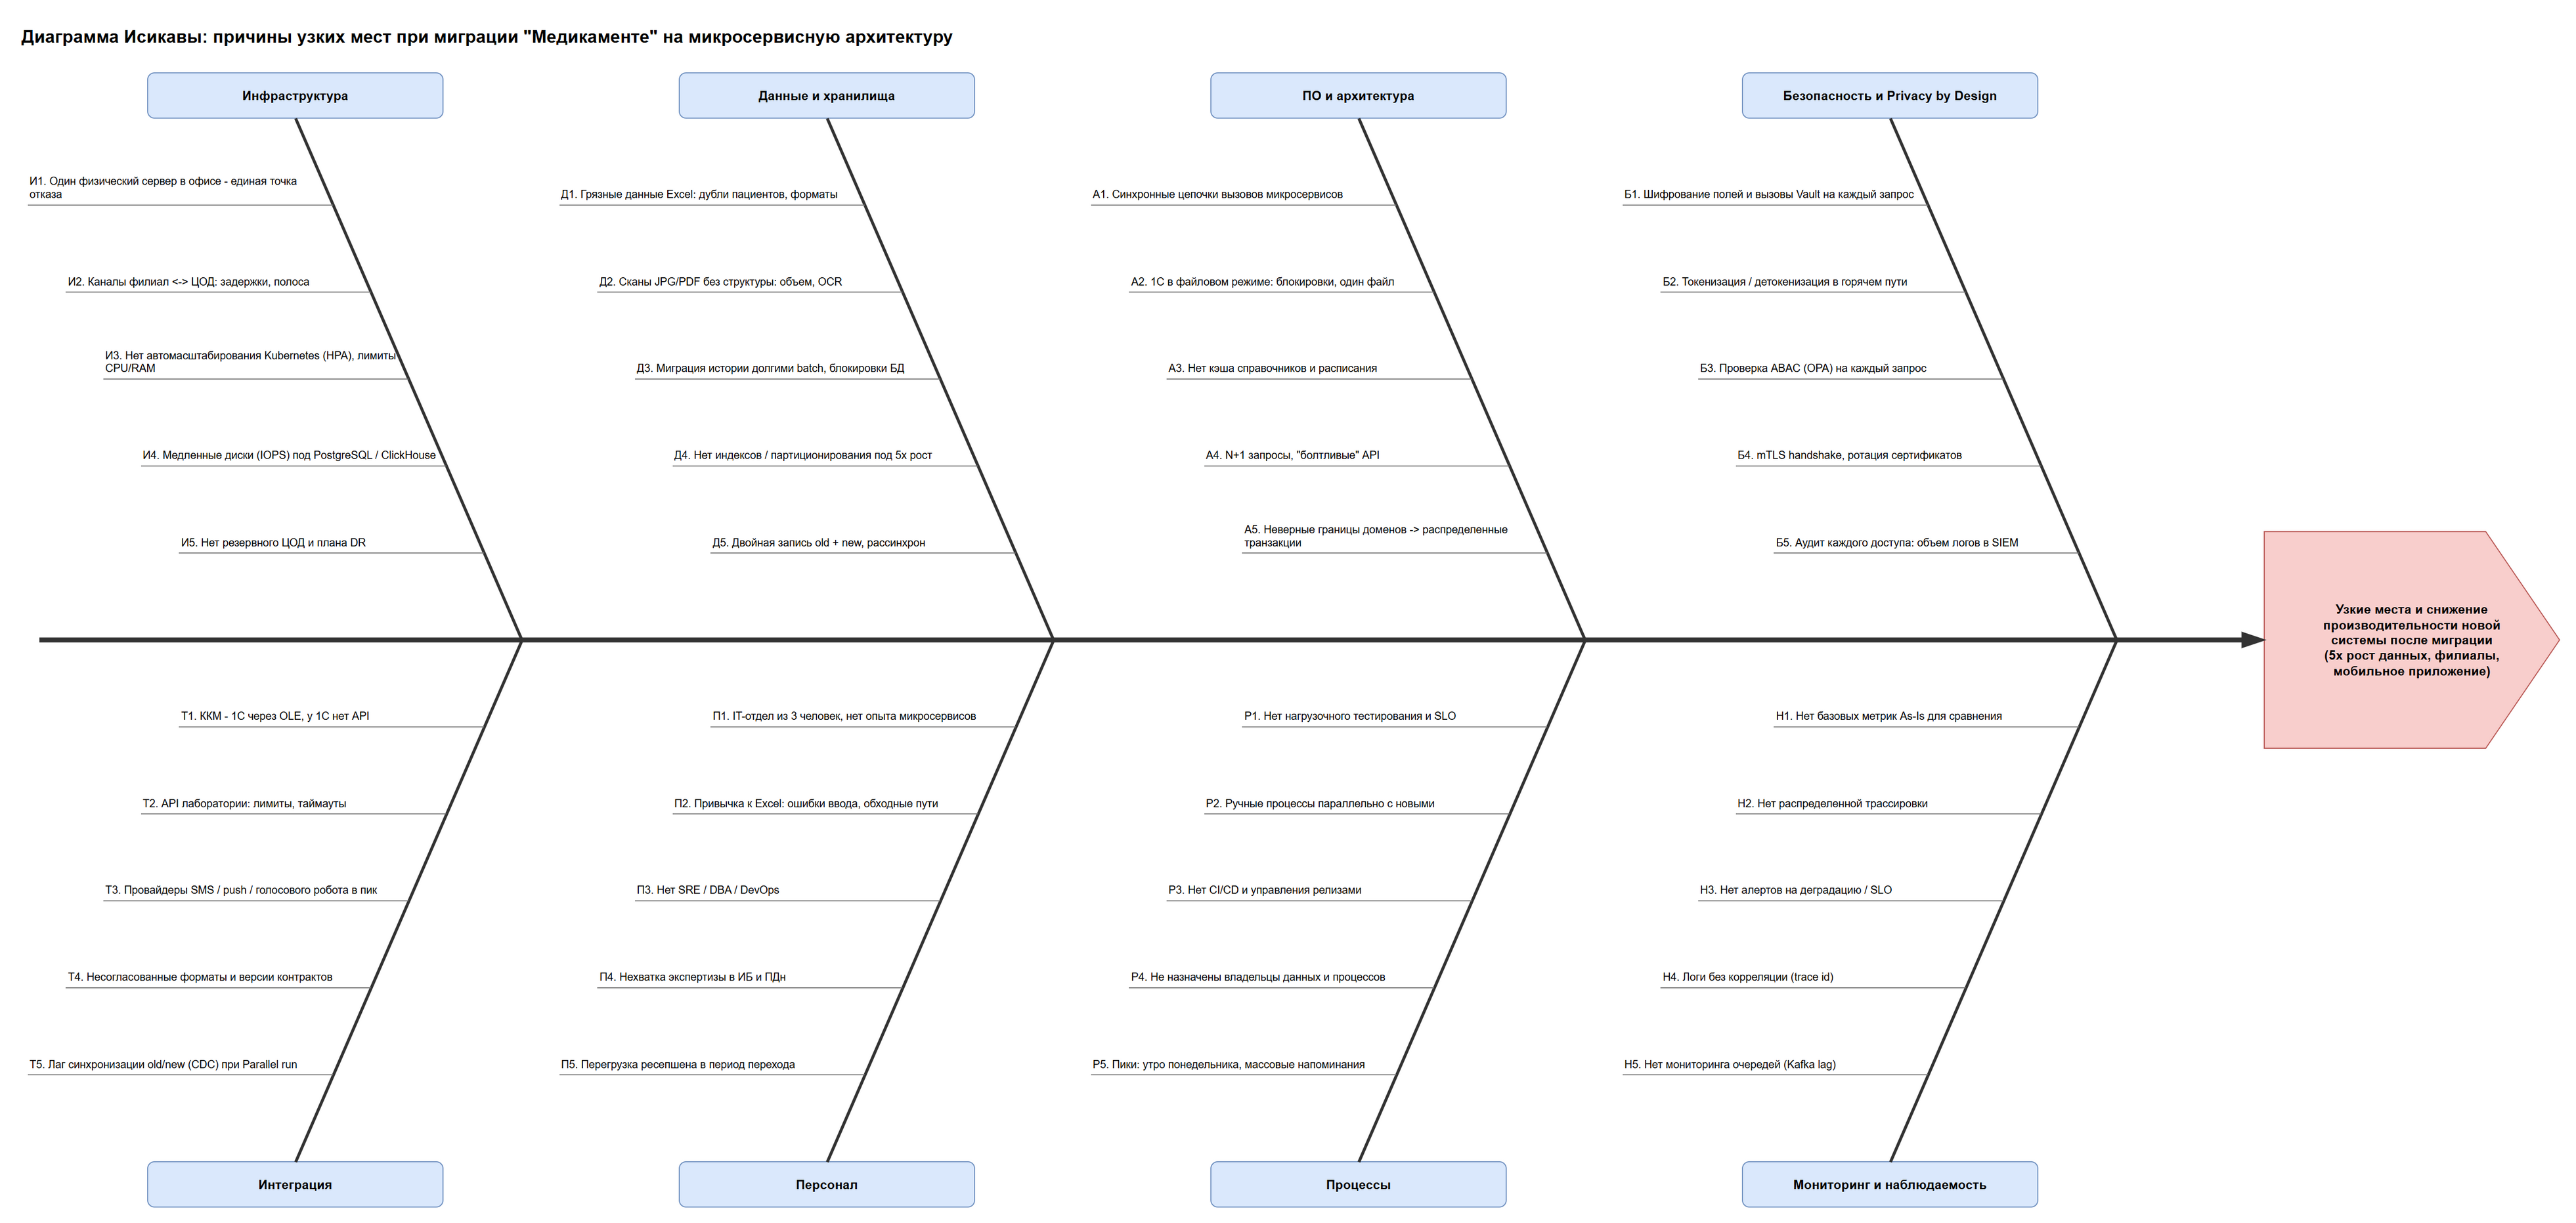 Диаграмма Исикавы: причины узких мест при миграции "Медикаменте" на микросервисную архитектуру
Инфраструктура
И1. Один физический сервер в офисе - единая точка
отказа
И2. Каналы филиал <-> ЦОД: задержки, полоса
И3. Нет автомасштабирования Kubernetes (HPA), лимиты
CPU/RAM
И4. Медленные диски (IOPS) под PostgreSQL / ClickHouse
И5. Нет резервного ЦОД и плана DR
Данные и хранилища
Д1. Грязные данные Excel: дубли пациентов, форматы
Д2. Сканы JPG/PDF без структуры: объем, OCR
Д3. Миграция истории долгими batch, блокировки БД
Д4. Нет индексов / партиционирования под 5x рост
Д5. Двойная запись old + new, рассинхрон
ПО и архитектура
А1. Синхронные цепочки вызовов микросервисов
А2. 1С в файловом режиме: блокировки, один файл
А3. Нет кэша справочников и расписания
А4. N+1 запросы, "болтливые" API
А5. Неверные границы доменов -> распределенные
транзакции
Безопасность и Privacy by Design
Б1. Шифрование полей и вызовы Vault на каждый запрос
Б2. Токенизация / детокенизация в горячем пути
Б3. Проверка ABAC (OPA) на каждый запрос
Б4. mTLS handshake, ротация сертификатов
Б5. Аудит каждого доступа: объем логов в SIEM
Узкие места и снижение
производительности новой
системы после миграции
(5x рост данных, филиалы,
мобильное приложение)
Т1. ККМ - 1С через OLE, у 1С нет API
Т2. API лаборатории: лимиты, таймауты
Т3. Провайдеры SMS / push / голосового робота в пик
Т4. Несогласованные форматы и версии контрактов
Т5. Лаг синхронизации old/new (CDC) при Parallel run
Интеграция
П1. IT-отдел из 3 человек, нет опыта микросервисов
П2. Привычка к Excel: ошибки ввода, обходные пути
П3. Нет SRE / DBA / DevOps
П4. Нехватка экспертизы в ИБ и ПДн
П5. Перегрузка ресепшена в период перехода
Персонал
Р1. Нет нагрузочного тестирования и SLO
Р2. Ручные процессы параллельно с новыми
Р3. Нет CI/CD и управления релизами
Р4. Не назначены владельцы данных и процессов
Р5. Пики: утро понедельника, массовые напоминания
Процессы
Н1. Нет базовых метрик As-Is для сравнения
Н2. Нет распределенной трассировки
Н3. Нет алертов на деградацию / SLO
Н4. Логи без корреляции (trace id)
Н5. Нет мониторинга очередей (Kafka lag)
Мониторинг и наблюдаемость